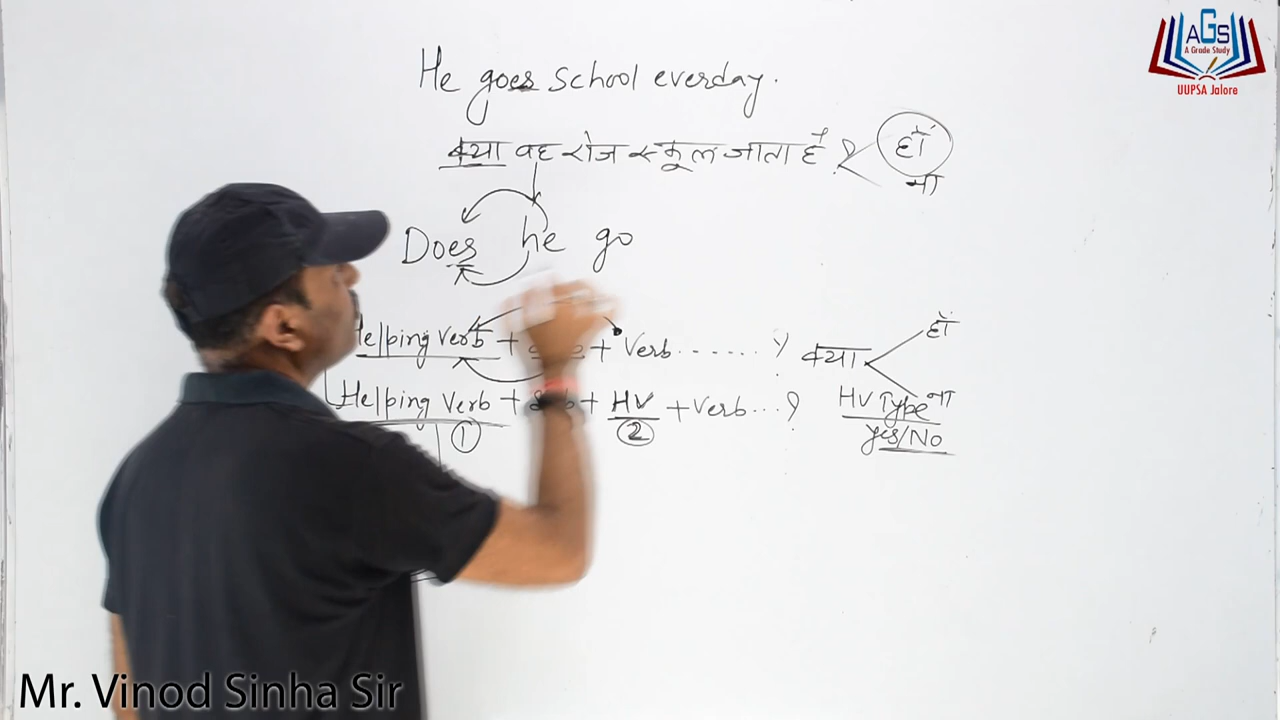 He goes school everday.
क्या वह रोज स्कूल जाता है ? हाँ
ना
Does he go
Helping verb + + Verb....... ? क्या हाँ
ना
Helping Verb + Sub + HV + verb... ? HV Type
① ② Yes/No
AGS
A Grade Study
UUPSA Jalore
Mr. Vinod Sinha Sir